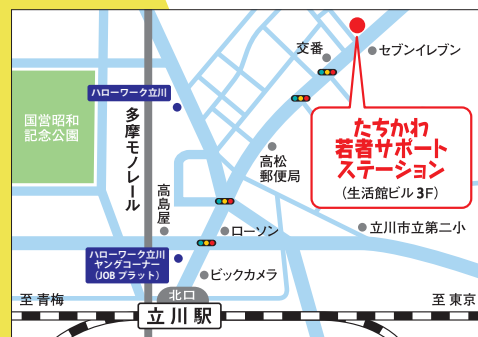 交番
セブンイレブン
ハローワーク立川
国営昭和
記念公園
多摩モノレール
たちかわ
若者サポート
ステーション
(生活館ビル 3F)
高松
郵便局
高島屋
ローソン
立川市立第二小
ハローワーク立川
ヤングコーナー
(JOBプラット)
ビックカメラ
北口
至 青梅
立川駅
至 東京